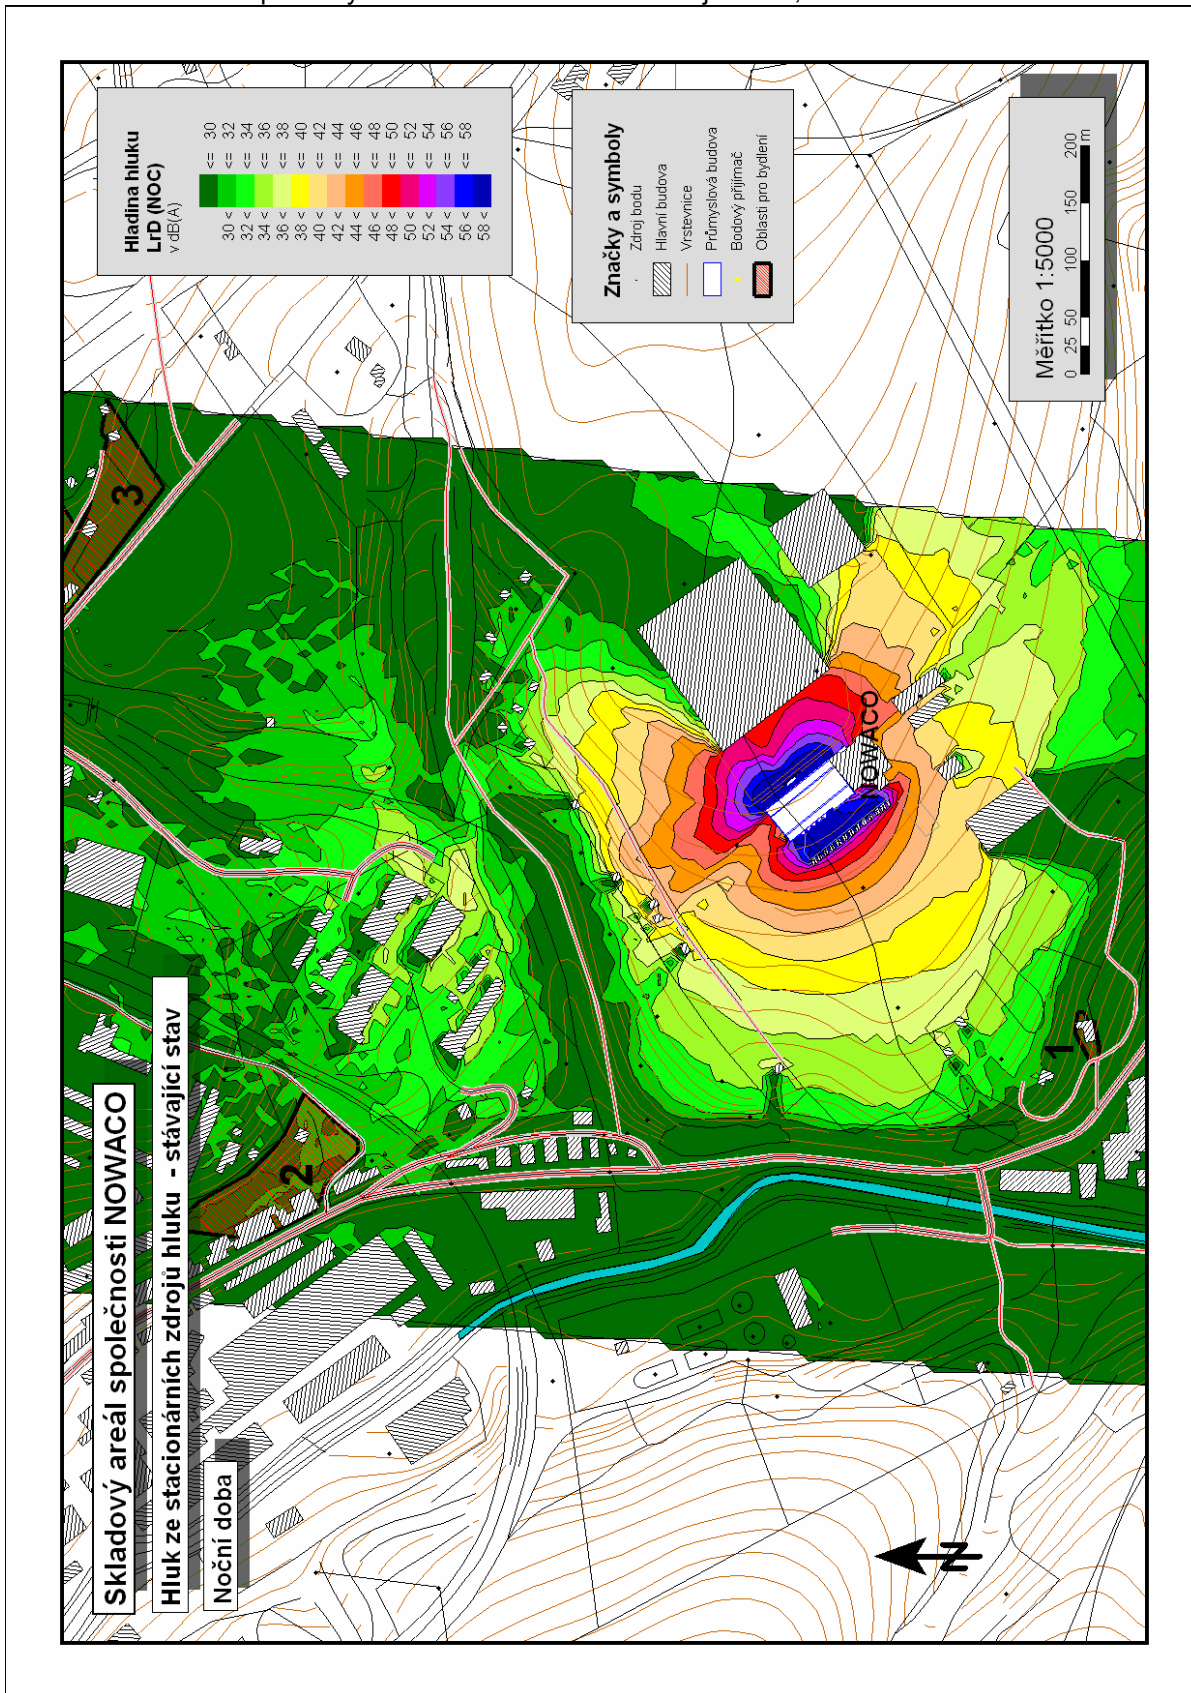 Skladový areál společnosti NOWACO
Hluk ze stacionárních zdrojů hluku - stávající stav
Noční doba
Hladina hluku
LrD (NOC)
v dB(A)
<= 30
30 < <= 32
32 < <= 34
34 < <= 36
36 < <= 38
38 < <= 40
40 < <= 42
42 < <= 44
44 < <= 46
46 < <= 48
48 < <= 50
50 < <= 52
52 < <= 54
54 < <= 56
56 < <= 58
58 <
Značky a symboly
Zdroj bodu
Hlavní budova
Vrstevnice
Průmyslová budova
Bodový přijímač
Oblasti pro bydlení
Měřítko 1:5000
0 25 50 100 150 200
m
1
2
3
NOWACO
N